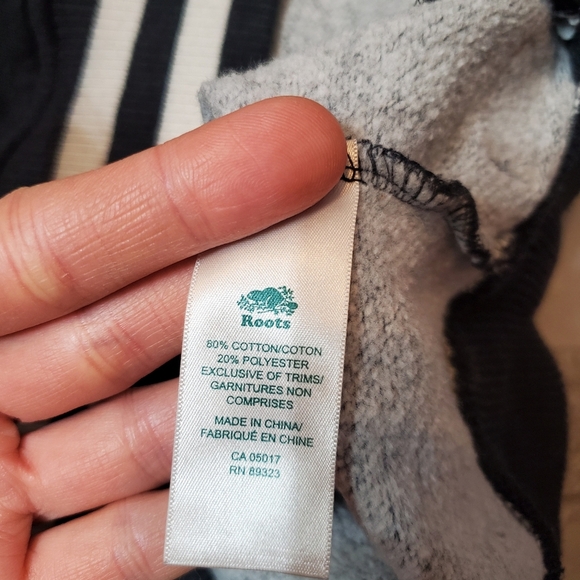 Roots
80% COTTON/COTON
20% POLYESTER
EXCLUSIVE OF TRIMS/
GARNITURES NON
COMPRISES
MADE IN CHINA/
FABRIQUÉ EN CHINE
CA 05017
RN 89323